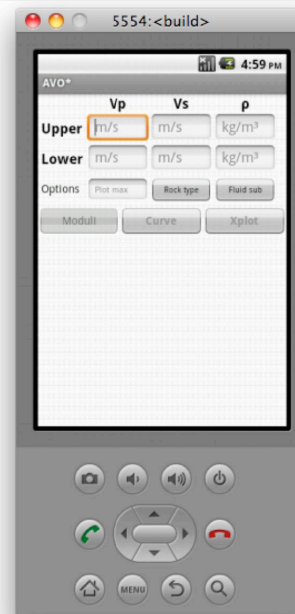 5554:<build>
4:59 PM
AVO*
Vp Vs ρ
Upper m/s m/s kg/m³
Lower m/s m/s kg/m³
Options Plot max Rock type Fluid sub
Moduli Curve Xplot
MENU